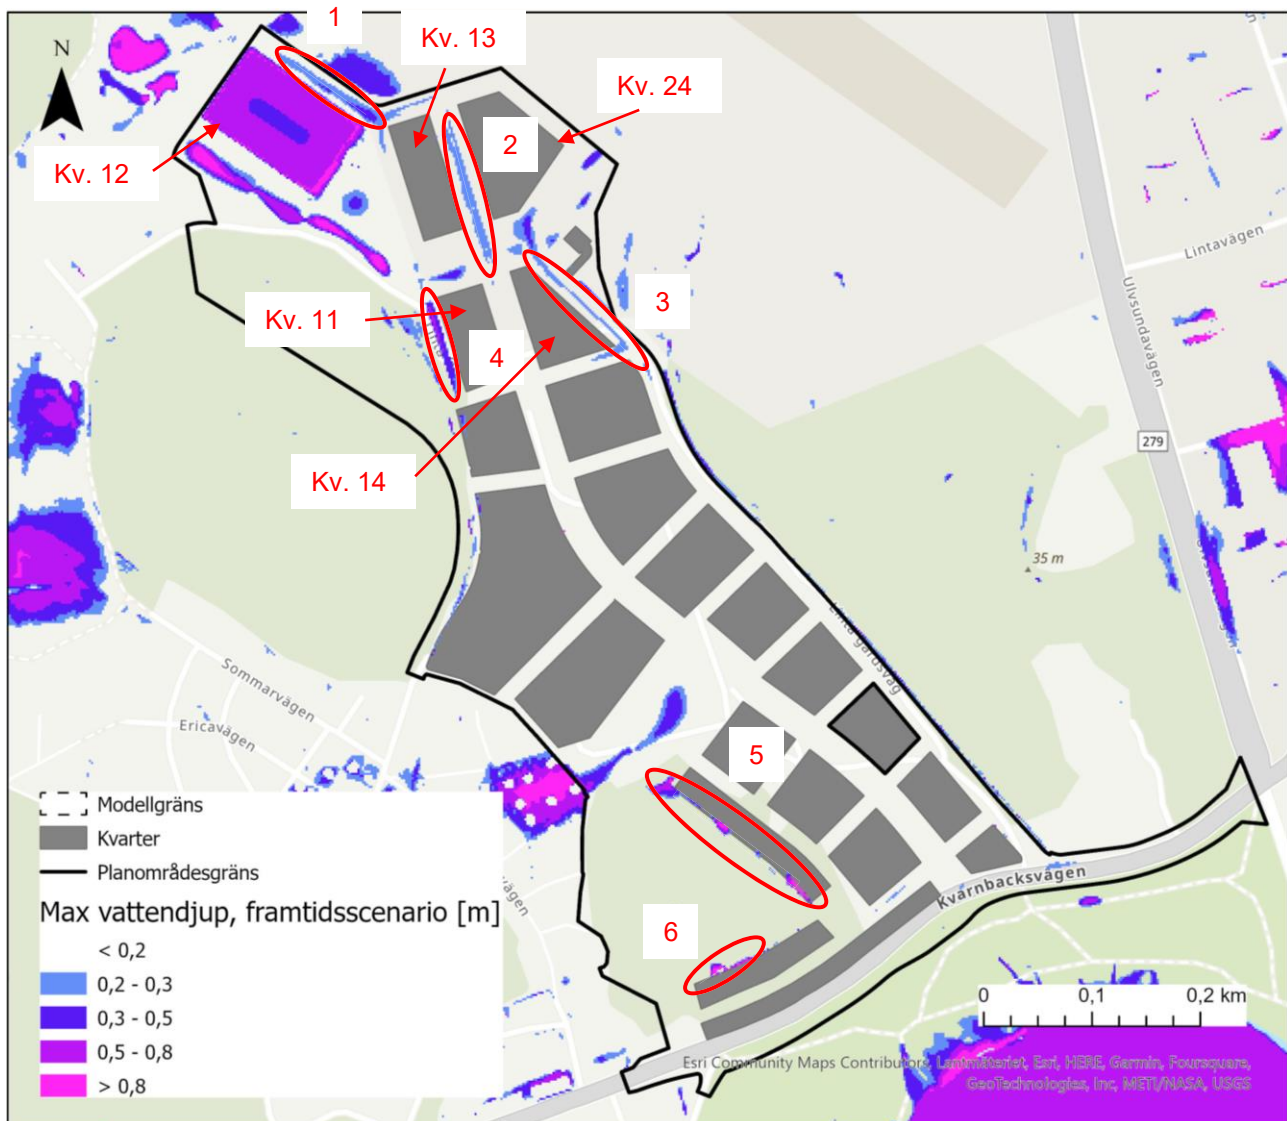 1
N
Kv. 13
Kv. 24
2
Kv. 12
Lintavägen
Ulvsundavägen
Kv. 11
3
4
279
Kv. 14
35 m
Linta gårdsväg
Sommarvägen
Ericavägen
5
Modellgräns
Kvarter
Planområdesgräns
Kvarnbacksvägen
Max vattendjup, framtidsscenario [m]
6
< 0,2
0,2 - 0,3
0,3 - 0,5
0,5 - 0,8
> 0,8
0 0,1 0,2 km
Esri Community Maps Contributors, Lantmäteriet, Esri, HERE, Garmin, Foursquare,
GeoTechnologies, Inc, METI/NASA, USGS